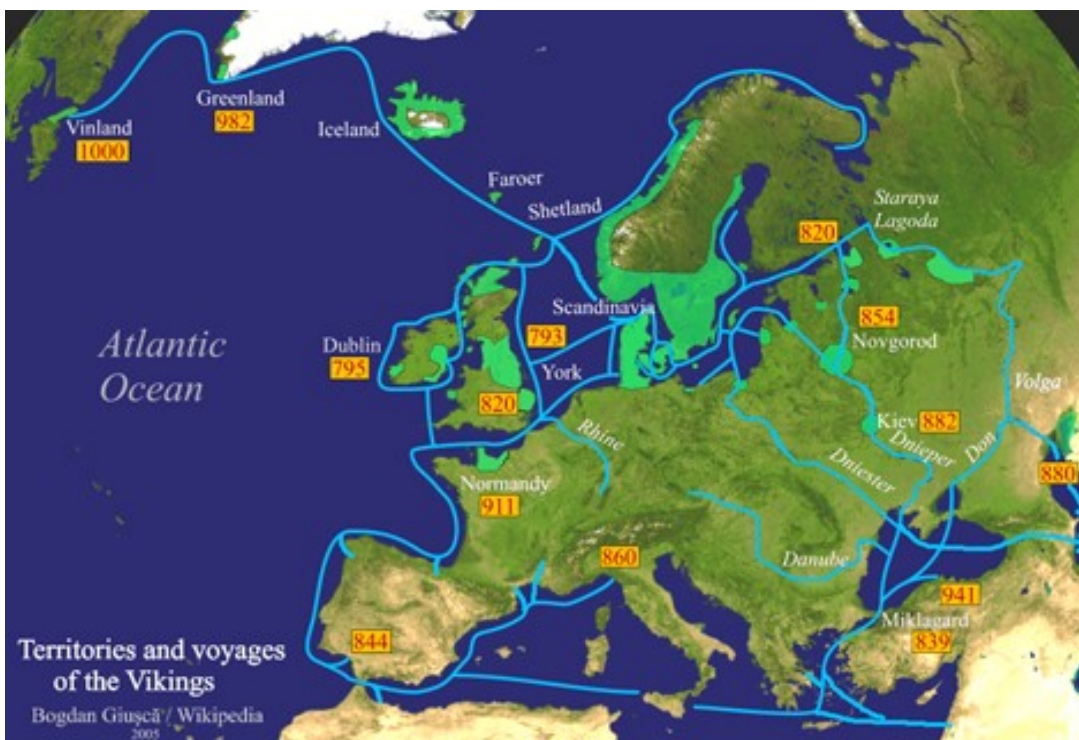 Greenland
982
Vinland
1000
Iceland
Faroer
Shetland
Staraya
Lagoda
820
Scandinavia
793
854
Novgorod
Atlantic
Ocean
Dublin
795
York
820
Rhine
Volga
Kiev 882
Dnieper
Don
Dniester
880
Normandy
911
860
Danube
941
Miklagard
839
844
Territories and voyages
of the Vikings
Bogdan Giuşcă / Wikipedia
2005